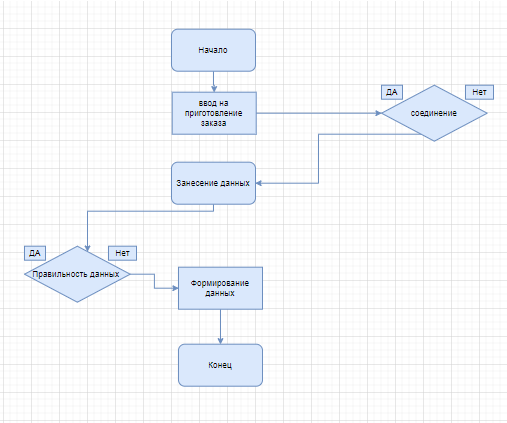 Начало
ввод на
приготовление
заказа
ДА
Нет
соединение
Занесение данных
ДА
Нет
Правильность данных
Формирование
данных
Конец